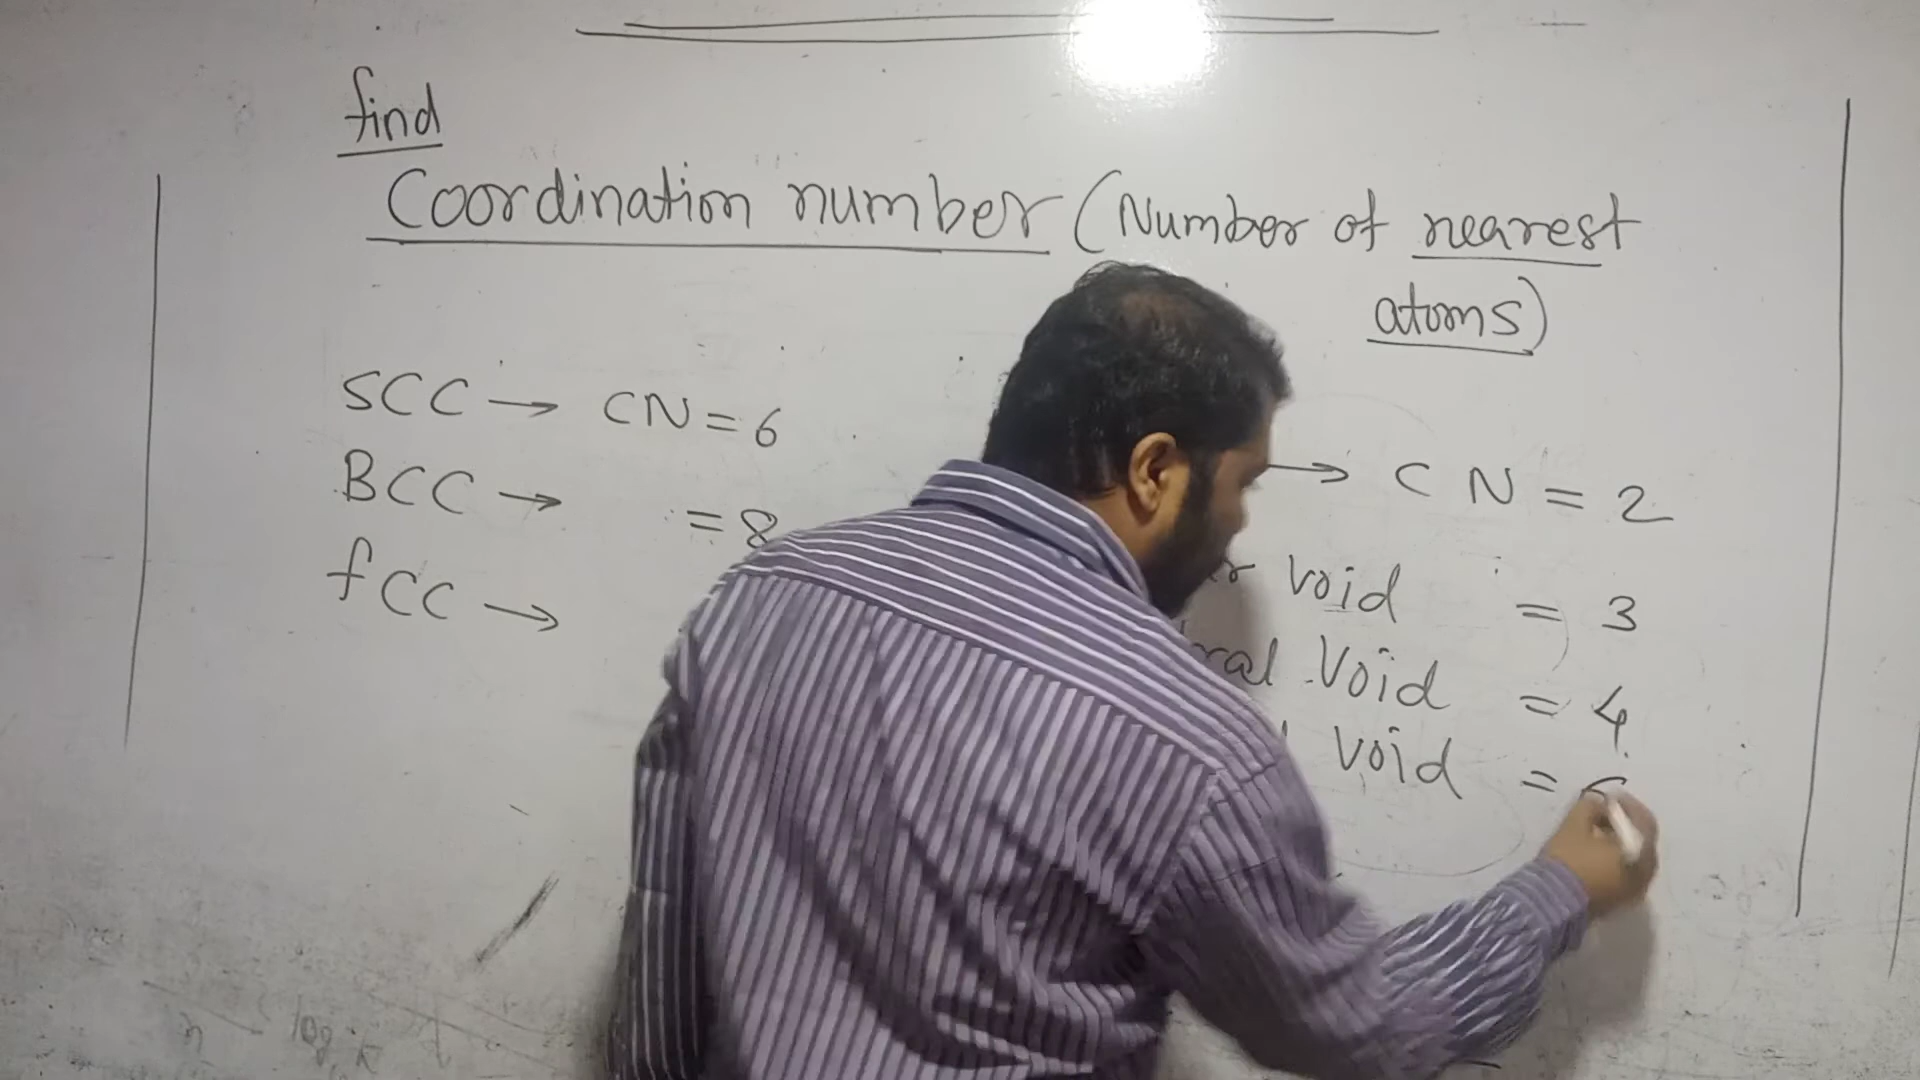 find
Coordination number (Number of nearest
atoms)
SCC → CN = 6
BCC → = 8
fCC →
→ CN = 2
void = 3
void = 4
void =